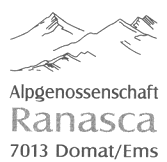 Alpgenossenschaft
Ranasca
7013 Domat/Ems